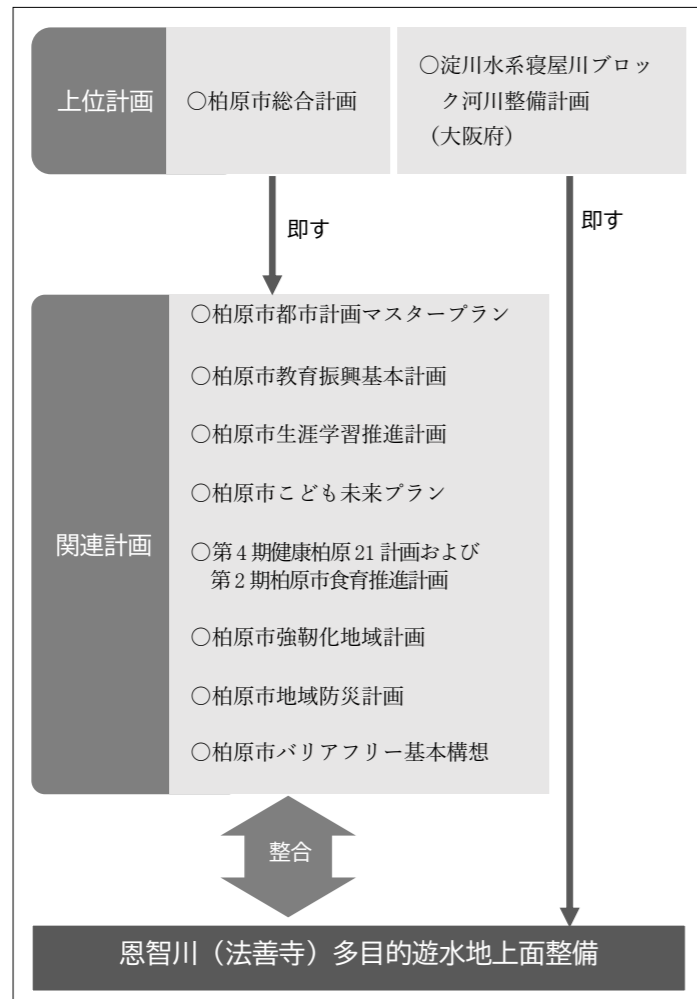 上位計画
○柏原市総合計画
○淀川水系寝屋川ブロッ
ク河川整備計画
（大阪府）
即す
即す
関連計画
○柏原市都市計画マスタープラン
○柏原市教育振興基本計画
○柏原市生涯学習推進計画
○柏原市こども未来プラン
○第4期健康柏原21計画および
第2期柏原市食育推進計画
○柏原市強靭化地域計画
○柏原市地域防災計画
○柏原市バリアフリー基本構想
整合
恩智川（法善寺）多目的遊水地上面整備